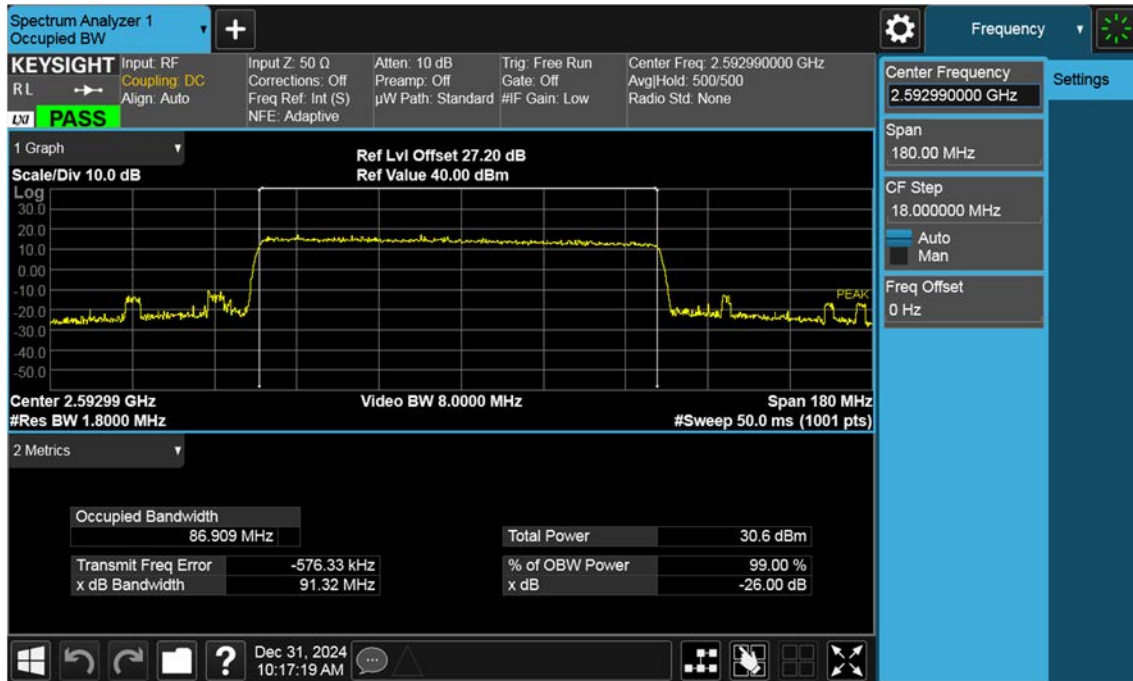 Spectrum Analyzer 1
Occupied BW
+
Frequency
KEYSIGHT
R L
LXI PASS
Input: RF
Coupling: DC
Align: Auto
Input Z: 50 Ω
Corrections: Off
Freq Ref: Int (S)
NFE: Adaptive
Atten: 10 dB
Preamp: Off
µW Path: Standard
Trig: Free Run
Gate: Off
#IF Gain: Low
Center Freq: 2.592990000 GHz
Avg|Hold: 500/500
Radio Std: None
Center Frequency
2.592990000 GHz
Settings
Span
180.00 MHz
CF Step
18.000000 MHz
Auto
Man
Freq Offset
0 Hz
1 Graph
Scale/Div 10.0 dB
Ref Lvl Offset 27.20 dB
Ref Value 40.00 dBm
Log
30.0
20.0
10.0
0.00
-10.0
-20.0
-30.0
-40.0
-50.0
PEAK
Center 2.59299 GHz
#Res BW 1.8000 MHz
Video BW 8.0000 MHz
Span 180 MHz
#Sweep 50.0 ms (1001 pts)
2 Metrics
Occupied Bandwidth
86.909 MHz
Transmit Freq Error -576.33 kHz
x dB Bandwidth 91.32 MHz
Total Power 30.6 dBm
% of OBW Power 99.00 %
x dB -26.00 dB
?
Dec 31, 2024
10:17:19 AM